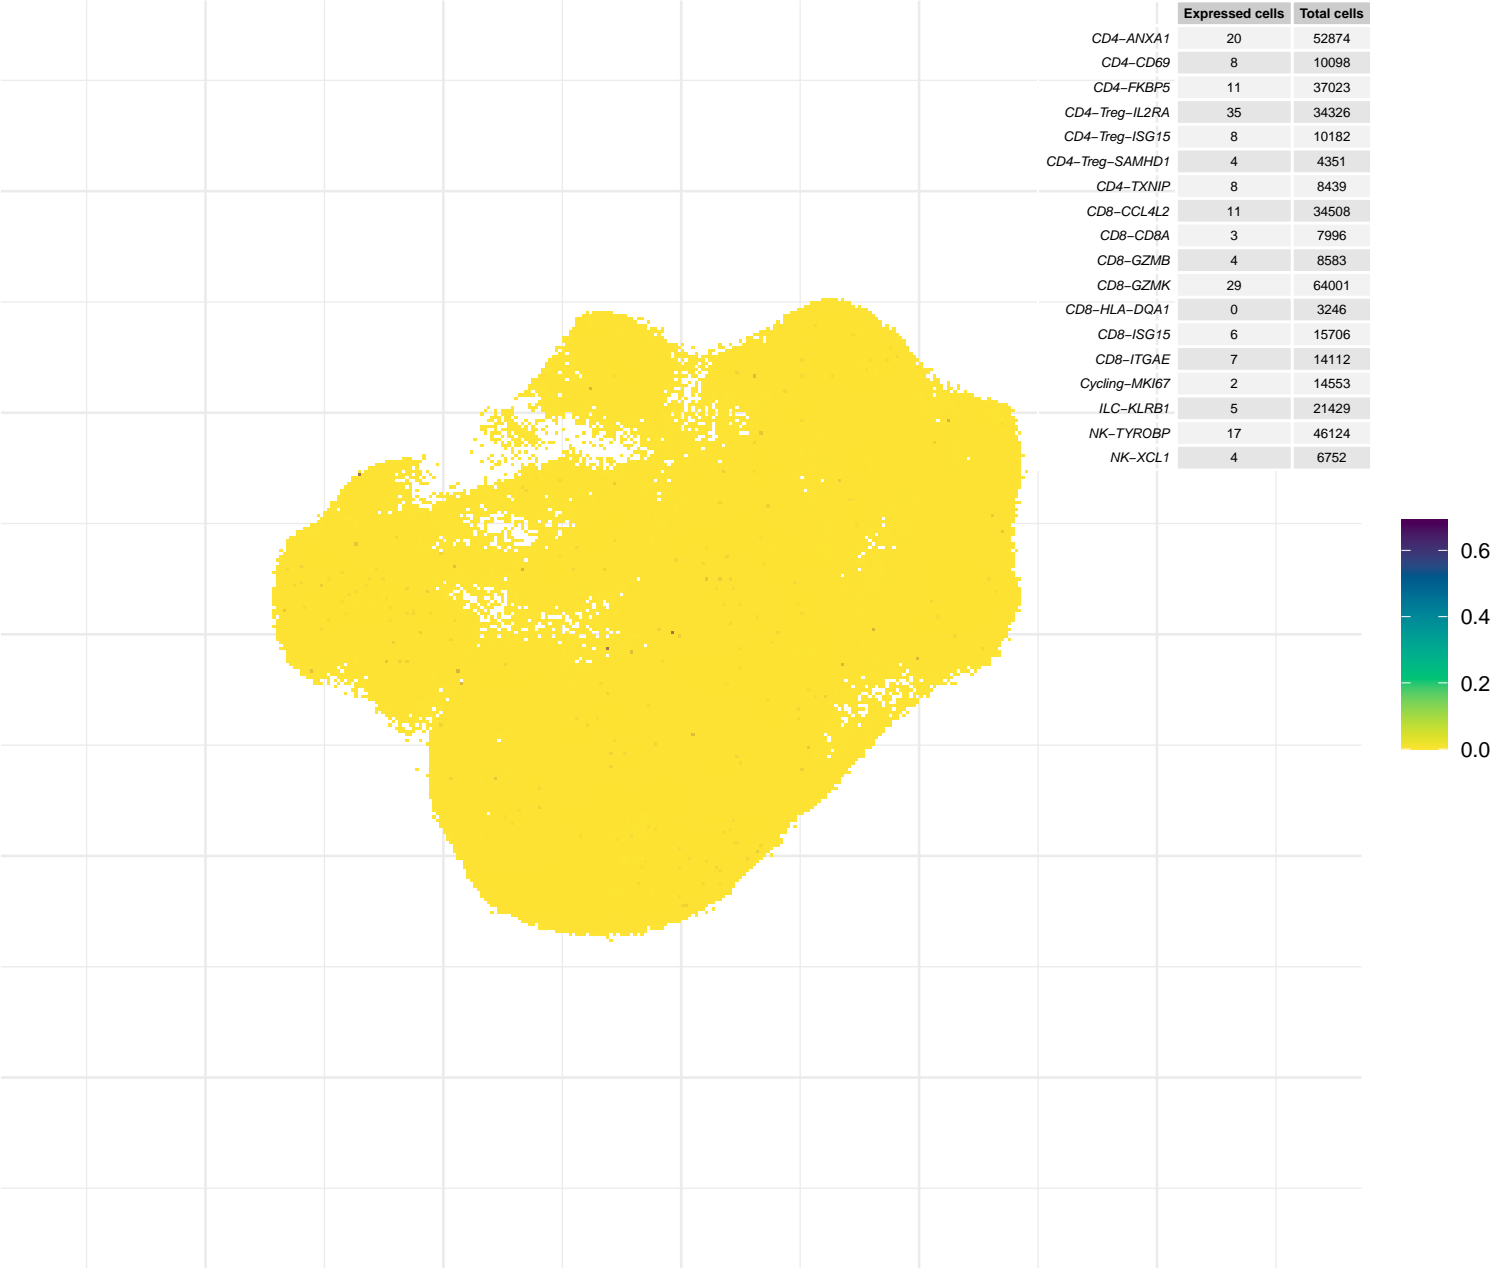 Expressed cells Total cells
CD4−ANXA1 20 52874
CD4−CD69 8 10098
CD4−FKBP5 11 37023
CD4−Treg−IL2RA 35 34326
CD4−Treg−ISG15 8 10182
CD4−Treg−SAMHD1 4 4351
CD4−TXNIP 8 8439
CD8−CCL4L2 11 34508
CD8−CD8A 3 7996
CD8−GZMB 4 8583
CD8−GZMK 29 64001
CD8−HLA−DQA1 0 3246
CD8−ISG15 6 15706
CD8−ITGAE 7 14112
Cycling−MKI67 2 14553
ILC−KLRB1 5 21429
NK−TYROBP 17 46124
NK−XCL1 4 6752
0.6
0.4
0.2
0.0